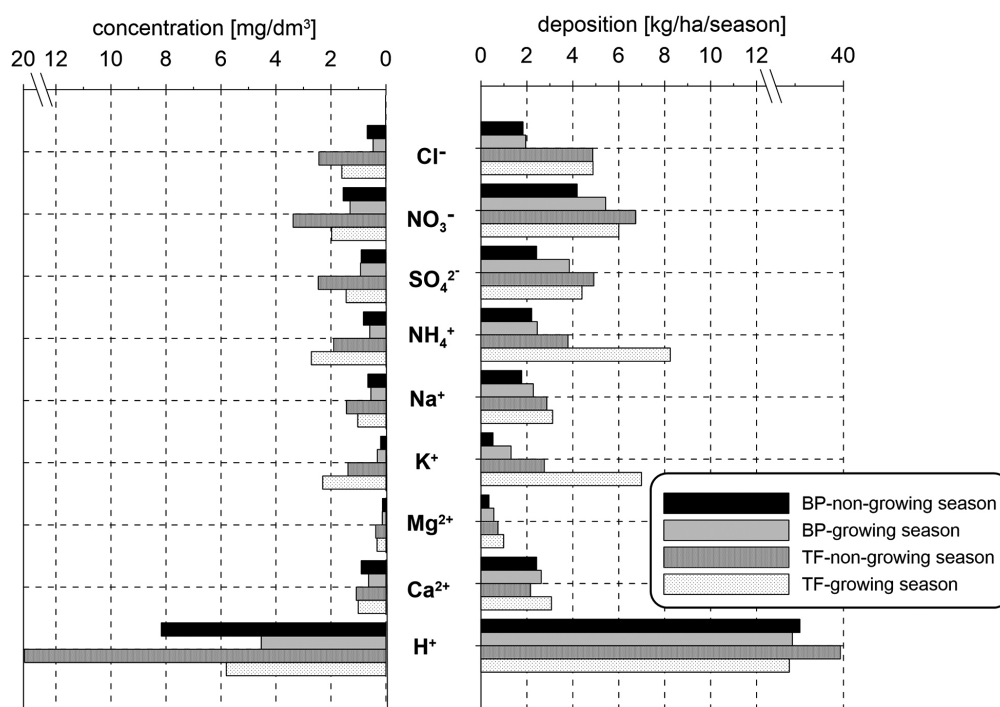 concentration [mg/dm³]
deposition [kg/ha/season]
20 12 10 8 6 4 2 0
0 2 4 6 8 10 12 40
Cl⁻
NO₃⁻
SO₄²⁻
NH₄⁺
Na⁺
K⁺
Mg²⁺
Ca²⁺
H⁺
BP-non-growing season
BP-growing season
TF-non-growing season
TF-growing season